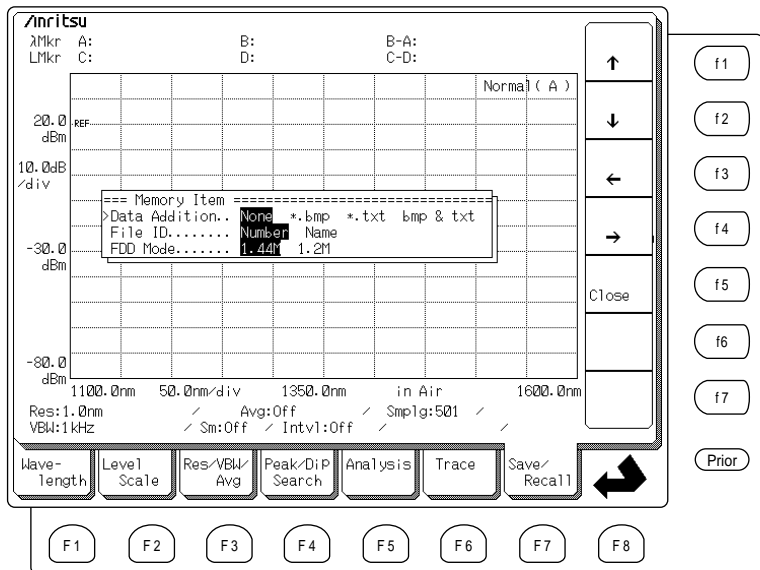 Anritsu
λMkr A: B: B-A:
LMkr C: D: C-D:
Normal( A )
20.0 REF
dBm
10.0dB
/div
=== Memory Item ==============================
>Data Addition.. None *.bmp *.txt bmp & txt
File ID........ Number Name
FDD Mode....... 1.44M 1.2M
-30.0
dBm
-80.0
dBm
1100.0nm 50.0nm/div 1350.0nm in Air 1600.0nm
Res:1.0nm / Avg:Off / Smplg:501 /
VBW:1kHz / Sm:Off / Intvl:Off / /
↑
↓
←
→
Close
f1
f2
f3
f4
f5
f6
f7
Prior
Wave-
length
Level
Scale
Res/VBW/
Avg
Peak/Dip
Search
Analysis
Trace
Save/
Recall
F1 F2 F3 F4 F5 F6 F7 F8